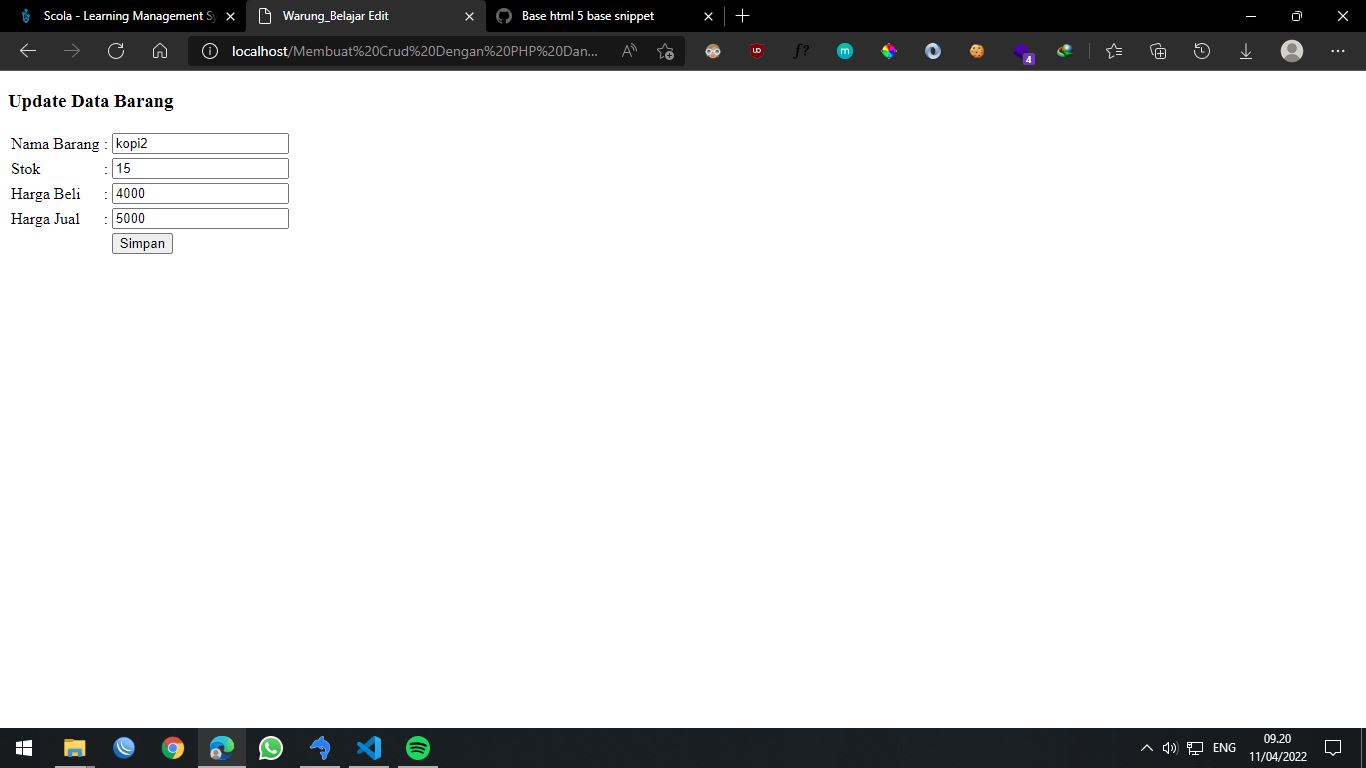 Scola - Learning Management Sy
Warung_Belajar Edit
Base html 5 base snippet
localhost/Membuat%20Crud%20Dengan%20PHP%20Dan...
UD
f?
m
4
Update Data Barang
Nama Barang : kopi2
Stok : 15
Harga Beli : 4000
Harga Jual : 5000
Simpan
ENG
09.20
11/04/2022